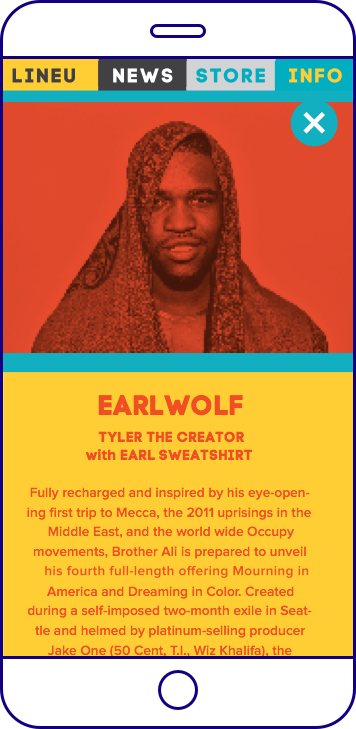 LINEU NEWS STORE INFO
EARLWOLF
TYLER THE CREATOR
with EARL SWEATSHIRT
Fully recharged and inspired by his eye-open-
ing first trip to Mecca, the 2011 uprisings in the
Middle East, and the world wide Occupy
movements, Brother Ali is prepared to unveil
his fourth full-length offering Mourning in
America and Dreaming in Color. Created
during a self-imposed two-month exile in Seat-
tle and helmed by platinum-selling producer
Jake One (50 Cent, T.I., Wiz Khalifa), the